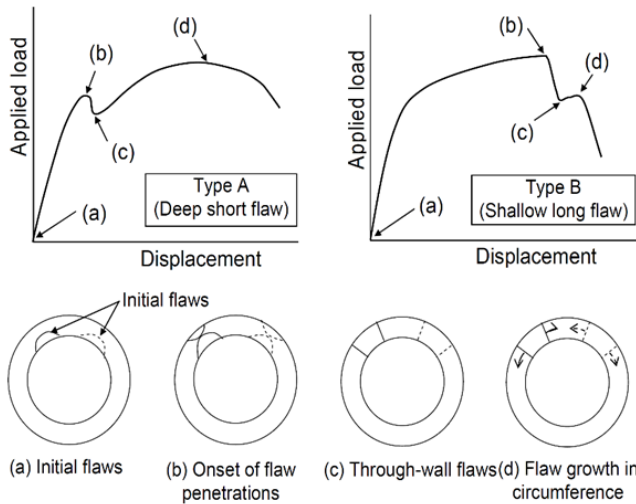 Applied load
(b)
(d)
(c)
(a)
Type A
(Deep short flaw)
Displacement
Applied load
(b)
(d)
(c)
(a)
Type B
(Shallow long flaw)
Displacement
Initial flaws
(a) Initial flaws
(b) Onset of flaw
penetrations
(c) Through-wall flaws
(d) Flaw growth in
circumference